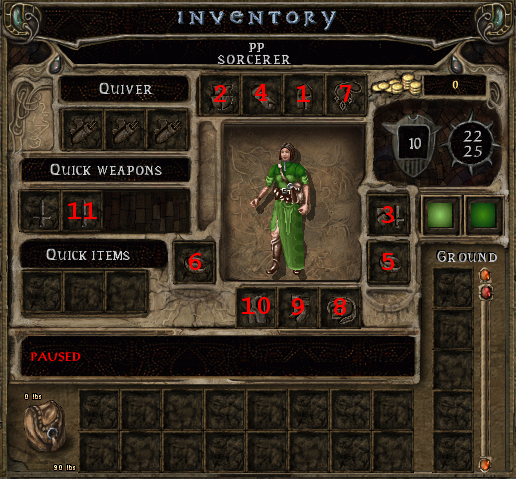 INVENTORY
PP
SORCERER
QUIVER
2 4 1 7
0
10
22
25
QUICK WEAPONS
11
3
QUICK ITEMS
6
5
GROUND
10 9 8
PAUSED
0 lbs
90 lbs